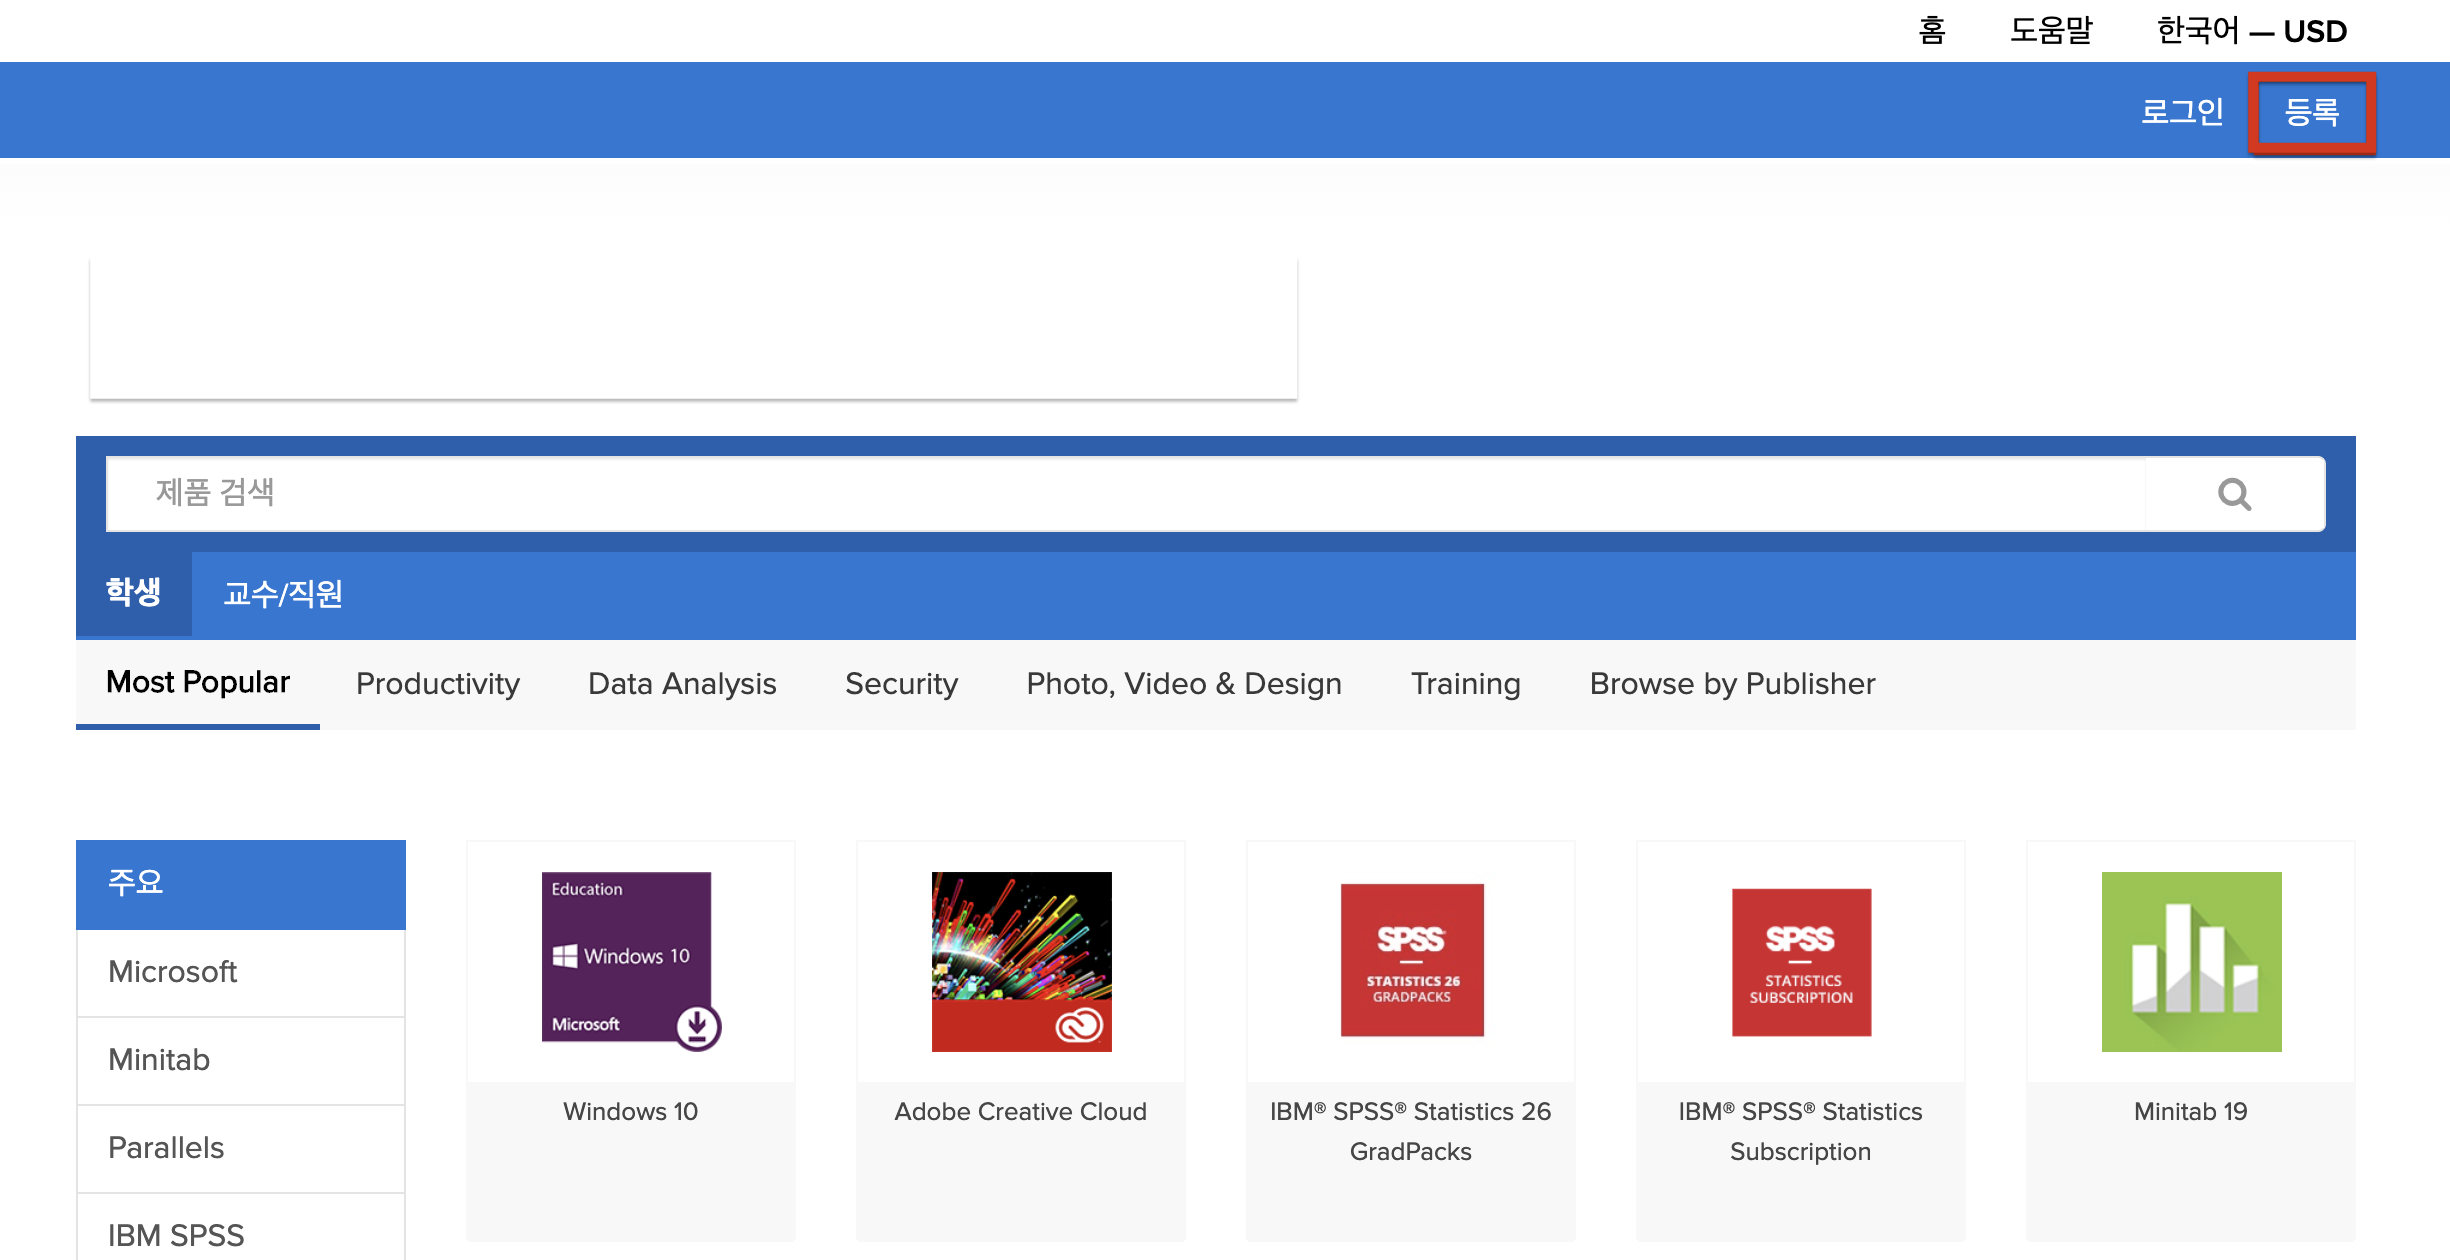 홈 도움말 한국어 — USD
로그인 등록
제품 검색
학생 교수/직원
Most Popular Productivity Data Analysis Security Photo, Video & Design Training Browse by Publisher
주요
Microsoft
Minitab
Parallels
IBM SPSS
Education
Windows 10
Microsoft
Windows 10
Adobe Creative Cloud
SPSS
STATISTICS 26
GRADPACKS
IBM® SPSS® Statistics 26
GradPacks
SPSS
STATISTICS
SUBSCRIPTION
IBM® SPSS® Statistics
Subscription
Minitab 19